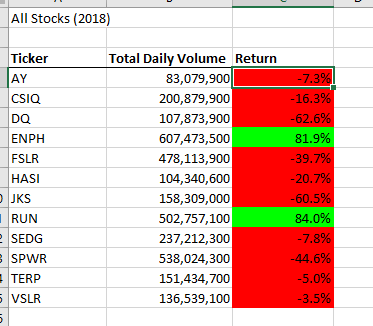 All Stocks (2018)
Ticker Total Daily Volume Return
AY 83,079,900 -7.3%
CSIQ 200,879,900 -16.3%
DQ 107,873,900 -62.6%
ENPH 607,473,500 81.9%
FSLR 478,113,900 -39.7%
HASI 104,340,600 -20.7%
JKS 158,309,000 -60.5%
RUN 502,757,100 84.0%
SEDG 237,212,300 -7.8%
SPWR 538,024,300 -44.6%
TERP 151,434,700 -5.0%
VSLR 136,539,100 -3.5%